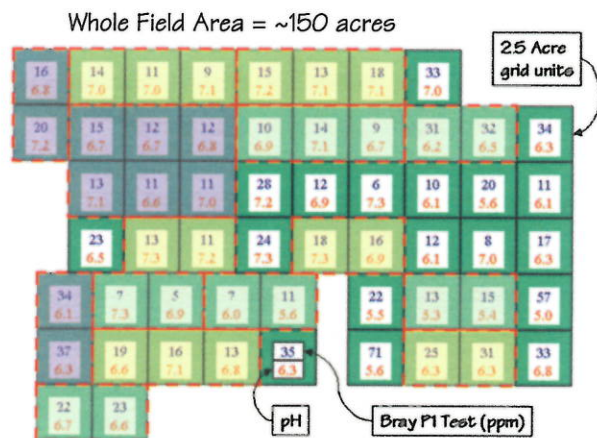 Whole Field Area = ~150 acres
2.5 Acre
grid units
16 14 11 9 15 13 18 33
6.8 7.0 7.0 7.1 7.2 7.1 7.1 7.0
20 15 12 12 10 14 9 31 32 34
7.2 6.7 6.7 6.8 6.9 7.1 6.7 6.2 6.5 6.3
13 11 11 28 12 6 10 20 11
7.1 6.6 7.0 7.2 6.9 7.3 6.1 5.6 6.1
23 13 11 24 18 16 12 8 17
6.5 7.3 7.2 7.3 7.3 6.9 6.1 7.0 6.3
34 7 5 7 11 22 13 15 57
6.1 7.3 6.9 6.0 5.6 5.5 5.3 5.4 5.0
37 19 16 13 35 71 25 31 33
6.3 6.6 7.1 6.8 6.3 5.6 6.3 6.3 6.8
22 23
6.7 6.6
pH
Bray P1 Test (ppm)